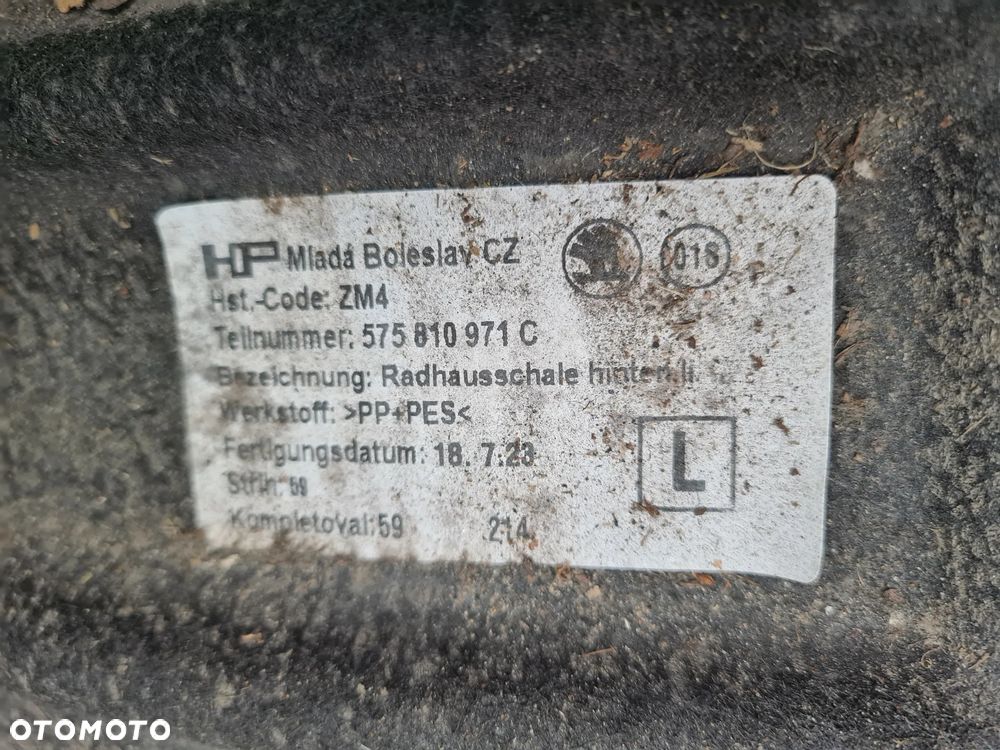 HP Mladá Boleslav CZ
018
Hst.-Code: ZM4
Teilnummer: 575 810 971 C
Bezeichnung: Radhausschale hinten li
Werkstoff: >PP+PES<
L
Fertigungsdatum: 18. 7.23
59
Kompletoval:59 214
OTOMOTO